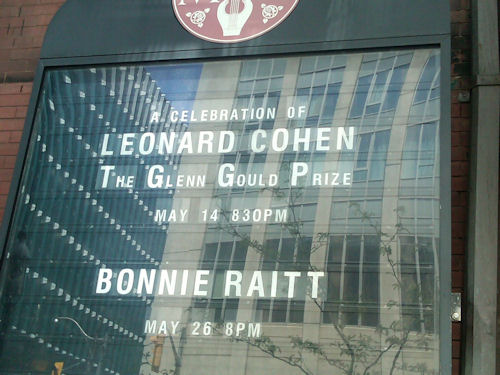 A CELEBRATION OF
LEONARD COHEN
THE GLENN GOULD PRIZE
MAY 14 830PM
BONNIE RAITT
MAY 26 8PM